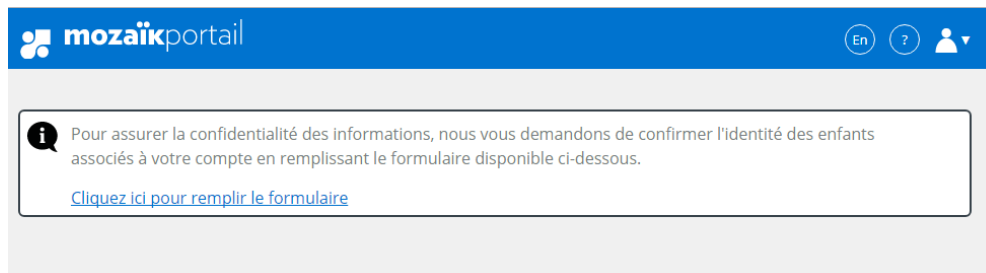 mozaïkportail
En ?
Pour assurer la confidentialité des informations, nous vous demandons de confirmer l'identité des enfants
associés à votre compte en remplissant le formulaire disponible ci-dessous.
Cliquez ici pour remplir le formulaire